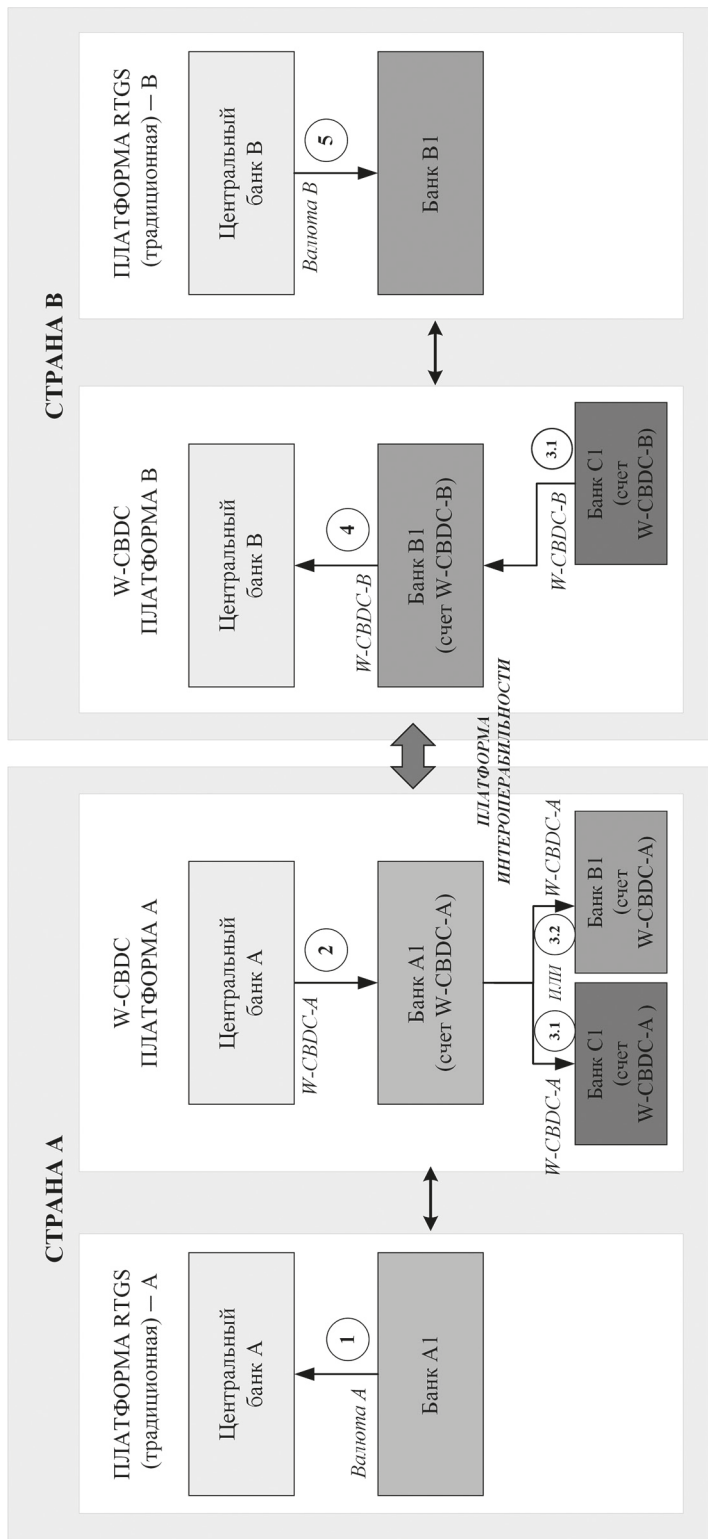 СТРАНА А
ПЛАТФОРМА RTGS
(традиционная) — А
Центральный
банк А
Валюта А
1
Банк А1
W-CBDC
ПЛАТФОРМА А
Центральный
банк А
W-CBDC-A
2
Банк А1
(счет W-CBDC-A)
W-CBDC-A
3.1
ИЛИ
3.2
W-CBDC-A
Банк С1
(счет
W-CBDC-A )
Банк В1
(счет
W-CBDC-A)
ПЛАТФОРМА
ИНТЕРОПЕРАБИЛЬНОСТИ
СТРАНА В
W-CBDC
ПЛАТФОРМА В
Центральный
банк В
W-CBDC-B
4
Банк В1
(счет W-CBDC-B)
W-CBDC-B
3.1
Банк С1
(счет
W-CBDC-B)
ПЛАТФОРМА RTGS
(традиционная) — В
Центральный
банк В
Валюта В
5
Банк В1